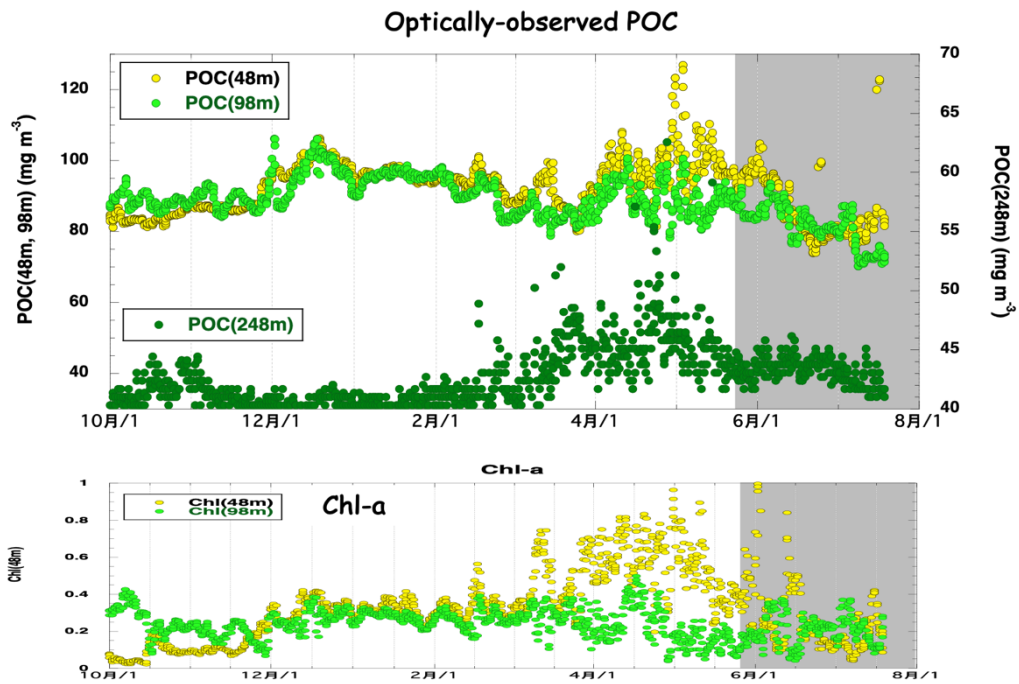 Optically-observed POC
POC(48m)
POC(98m)
POC(248m)
POC(48m, 98m) (mg m⁻³)
120
100
80
60
40
POC(248m) (mg m⁻³)
70
65
60
55
50
45
40
10月/1 12月/1 2月/1 4月/1 6月/1 8月/1
Chl-a
Chl(48m)
Chl(98m)
Chl-a
Chl(48m)
1
0.8
0.6
0.4
0.2
0
10月/1 12月/1 2月/1 4月/1 6月/1 8月/1